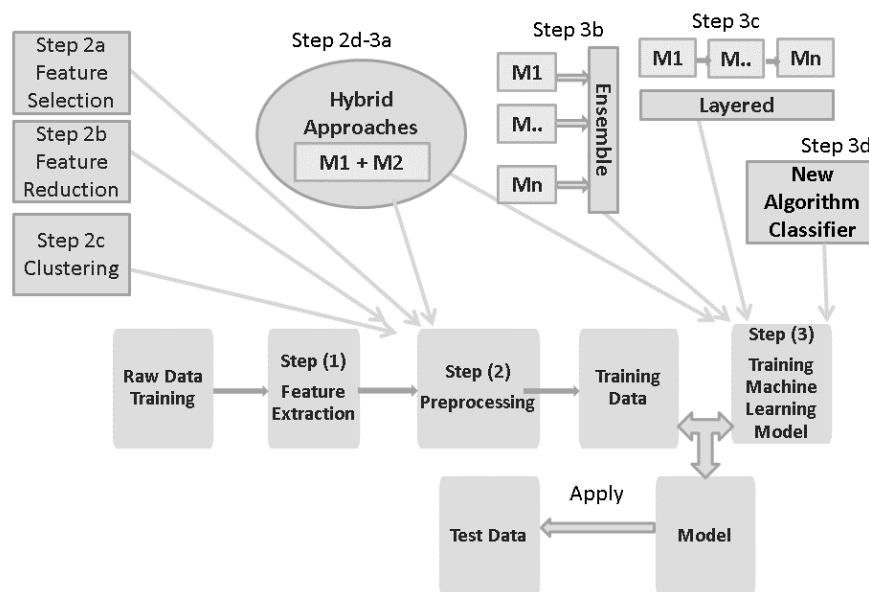 Step 2a
Feature
Selection
Step 2b
Feature
Reduction
Step 2c
Clustering
Step 2d-3a
Hybrid
Approaches
M1 + M2
Step 3b
M1
M..
Mn
Ensemble
Step 3c
M1
M..
Mn
Layered
Step 3d
New
Algorithm
Classifier
Raw Data
Training
Step (1)
Feature
Extraction
Step (2)
Preprocessing
Training
Data
Step (3)
Training
Machine
Learning
Model
Test Data
Apply
Model